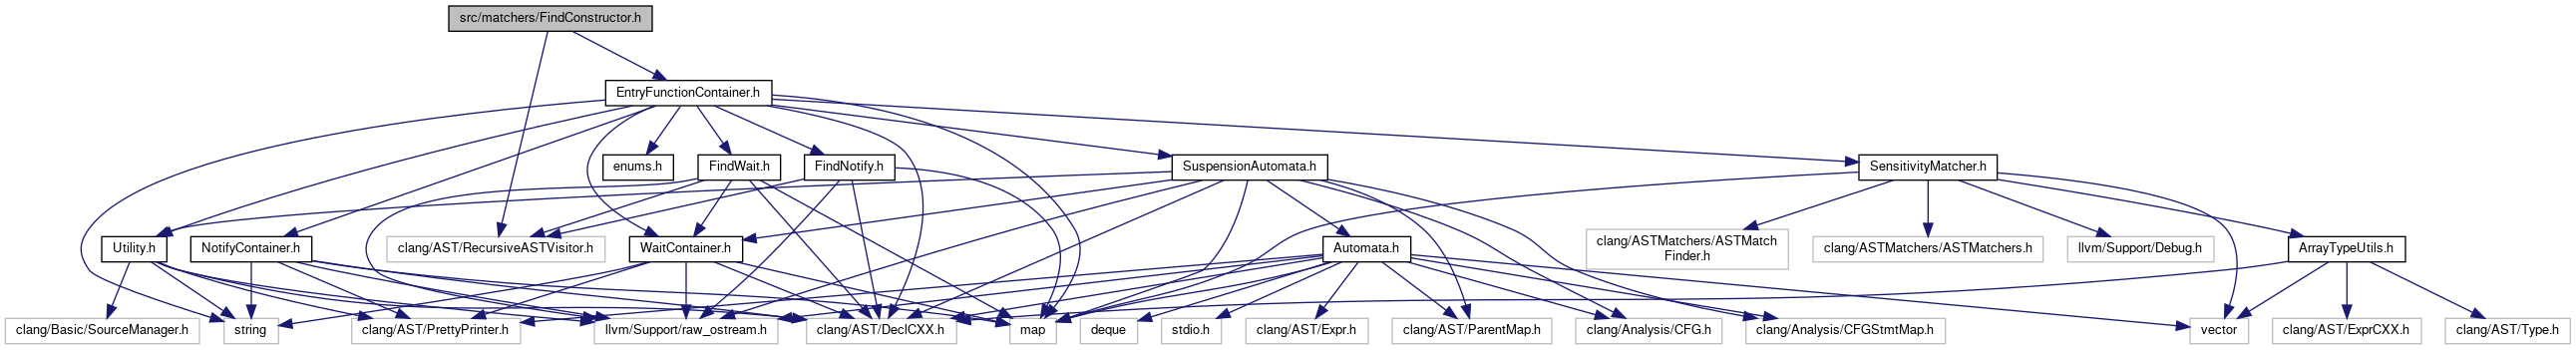 src/matchers/FindConstructor.h
EntryFunctionContainer.h
enums.h
FindWait.h
FindNotify.h
SuspensionAutomata.h
SensitivityMatcher.h
Utility.h
NotifyContainer.h
clang/AST/RecursiveASTVisitor.h
WaitContainer.h
Automata.h
clang/ASTMatchers/ASTMatch
Finder.h
clang/ASTMatchers/ASTMatchers.h
llvm/Support/Debug.h
ArrayTypeUtils.h
clang/Basic/SourceManager.h
string
clang/AST/PrettyPrinter.h
llvm/Support/raw_ostream.h
clang/AST/DeclCXX.h
map
deque
stdio.h
clang/AST/Expr.h
clang/AST/ParentMap.h
clang/Analysis/CFG.h
clang/Analysis/CFGStmtMap.h
vector
clang/AST/ExprCXX.h
clang/AST/Type.h